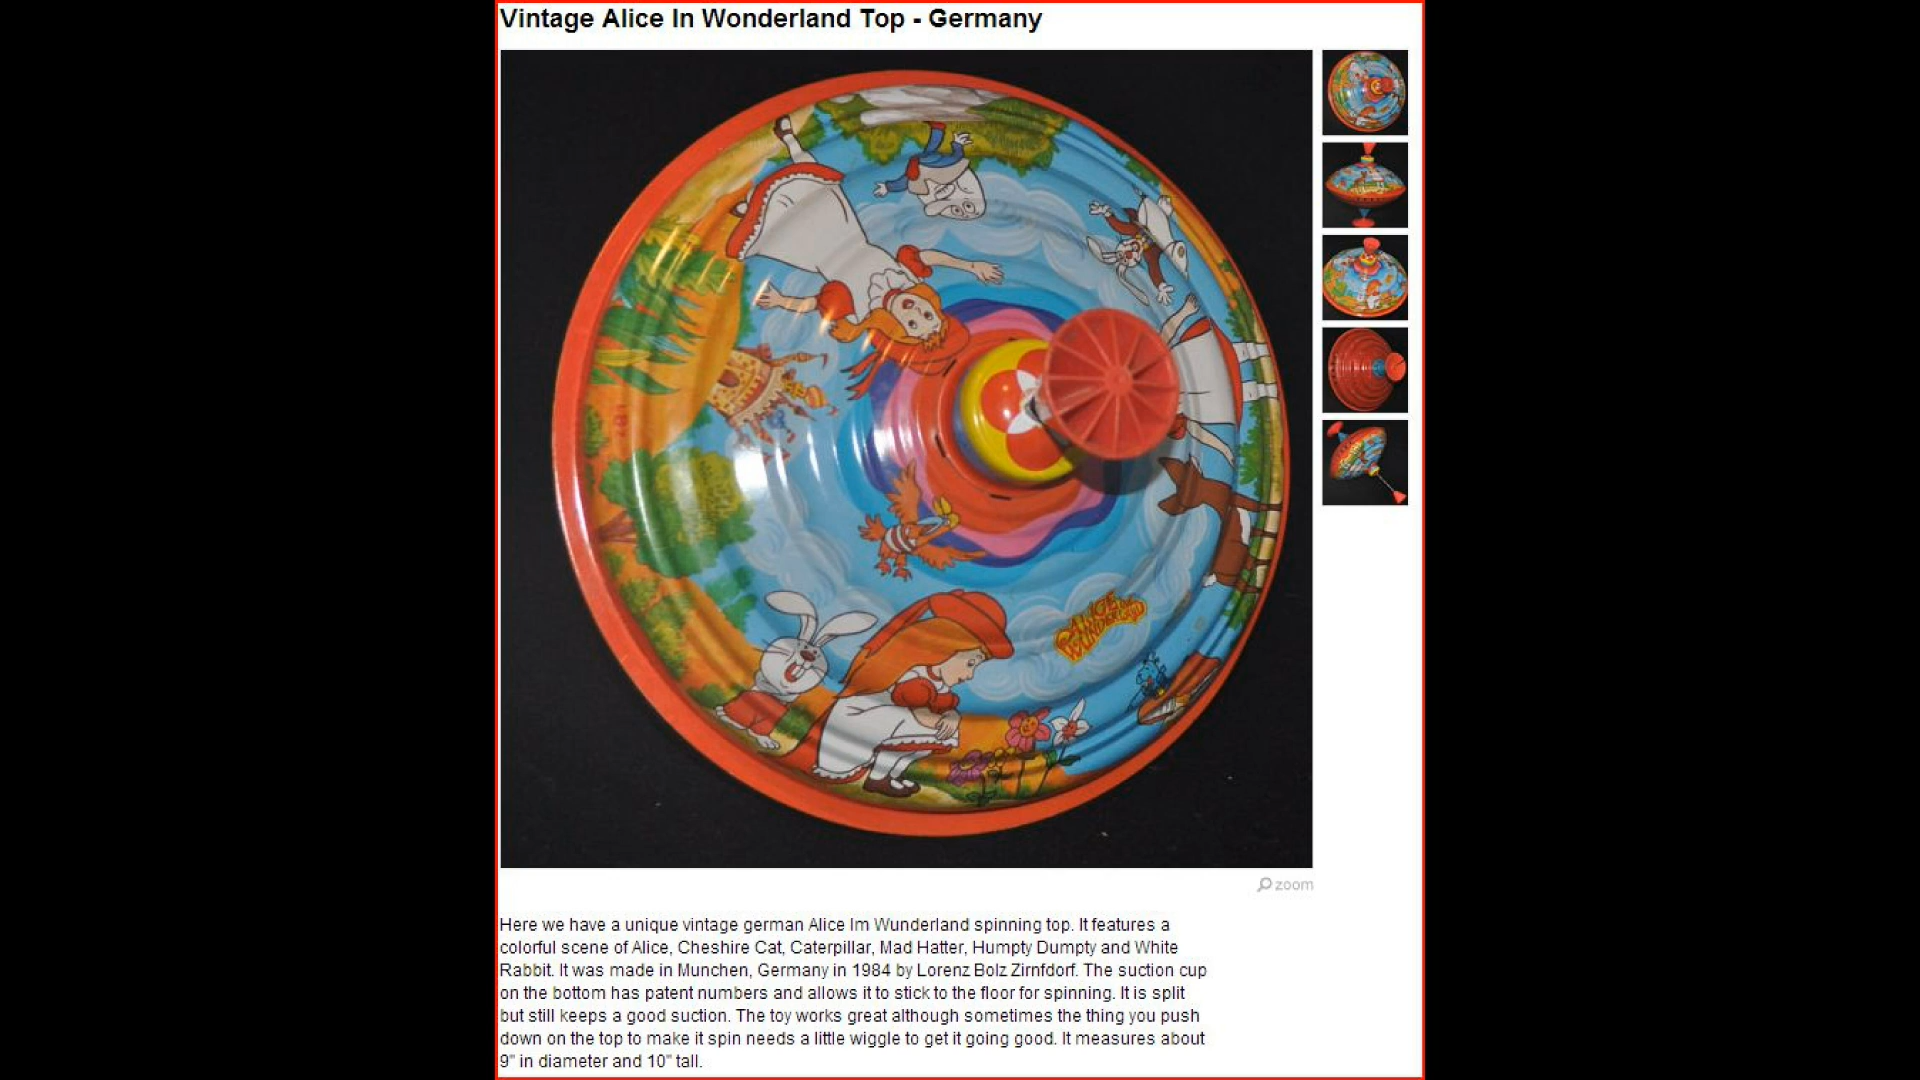 Vintage Alice In Wonderland Top - Germany
ALICE IM
WUNDERLAND
zoom
Here we have a unique vintage german Alice Im Wunderland spinning top. It features a
colorful scene of Alice, Cheshire Cat, Caterpillar, Mad Hatter, Humpty Dumpty and White
Rabbit. It was made in Munchen, Germany in 1984 by Lorenz Bolz Zirnfdorf. The suction cup
on the bottom has patent numbers and allows it to stick to the floor for spinning. It is split
but still keeps a good suction. The toy works great although sometimes the thing you push
down on the top to make it spin needs a little wiggle to get it going good. It measures about
9" in diameter and 10" tall.